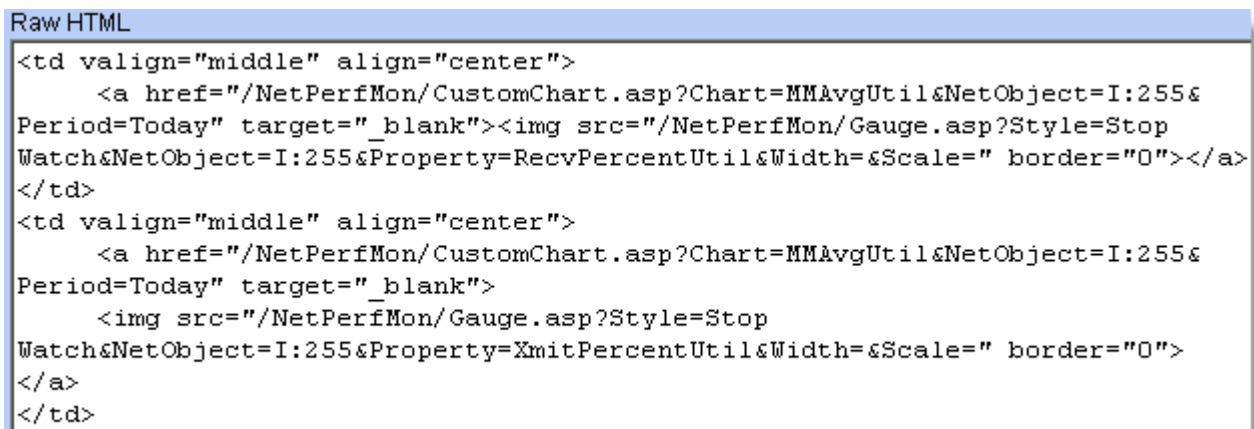 Raw HTML
<td valign="middle" align="center">
<a href="/NetPerfMon/CustomChart.asp?Chart=MMAvgUtil&NetObject=I:255&
Period=Today" target="_blank"><img src="/NetPerfMon/Gauge.asp?Style=Stop
Watch&NetObject=I:255&Property=RecvPercentUtil&Width=&Scale=" border="0"></a>
</td>
<td valign="middle" align="center">
<a href="/NetPerfMon/CustomChart.asp?Chart=MMAvgUtil&NetObject=I:255&
Period=Today" target="_blank">
<img src="/NetPerfMon/Gauge.asp?Style=Stop
Watch&NetObject=I:255&Property=XmitPercentUtil&Width=&Scale=" border="0">
</a>
</td>